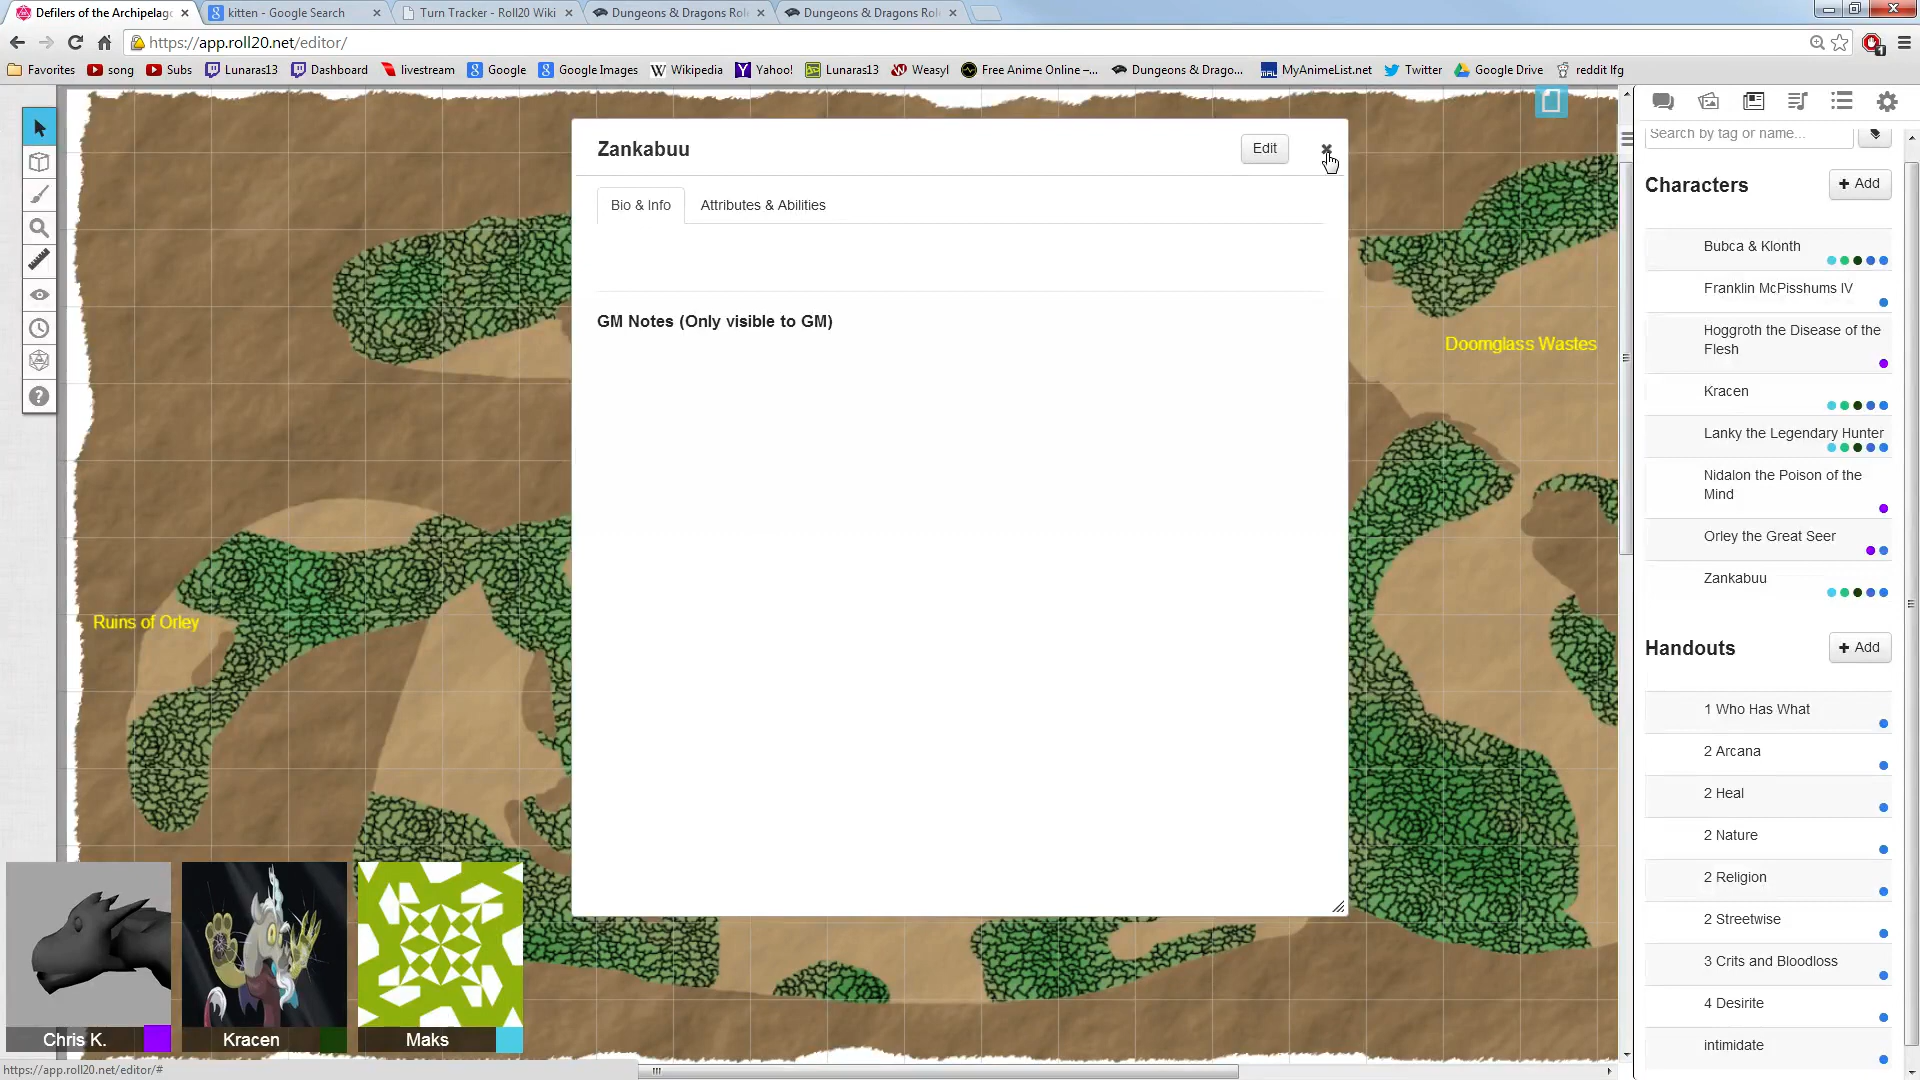 Defilers of the Archipelago
kitten - Google Search
Turn Tracker - Roll20 Wiki
Dungeons & Dragons Rol
Dungeons & Dragons Rol
https://app.roll20.net/editor/
Favorites
song
Subs
Lunaras13
Dashboard
livestream
Google
Google Images
Wikipedia
Yahoo!
Lunaras13
Weasyl
Free Anime Online –...
Dungeons & Drago...
MyAnimeList.net
Twitter
Google Drive
reddit lfg
Zankabuu
Edit
Bio & Info
Attributes & Abilities
GM Notes (Only visible to GM)
Doomglass Wastes
Ruins of Orley
Search by tag or name...
Characters
+ Add
Bubca & Klonth
Franklin McPisshums IV
Hoggroth the Disease of the
Flesh
Kracen
Lanky the Legendary Hunter
Nidalon the Poison of the
Mind
Orley the Great Seer
Zankabuu
Handouts
+ Add
1 Who Has What
2 Arcana
2 Heal
2 Nature
2 Religion
2 Streetwise
3 Crits and Bloodloss
4 Desirite
intimidate
Chris K.
Kracen
Maks
https://app.roll20.net/editor/#